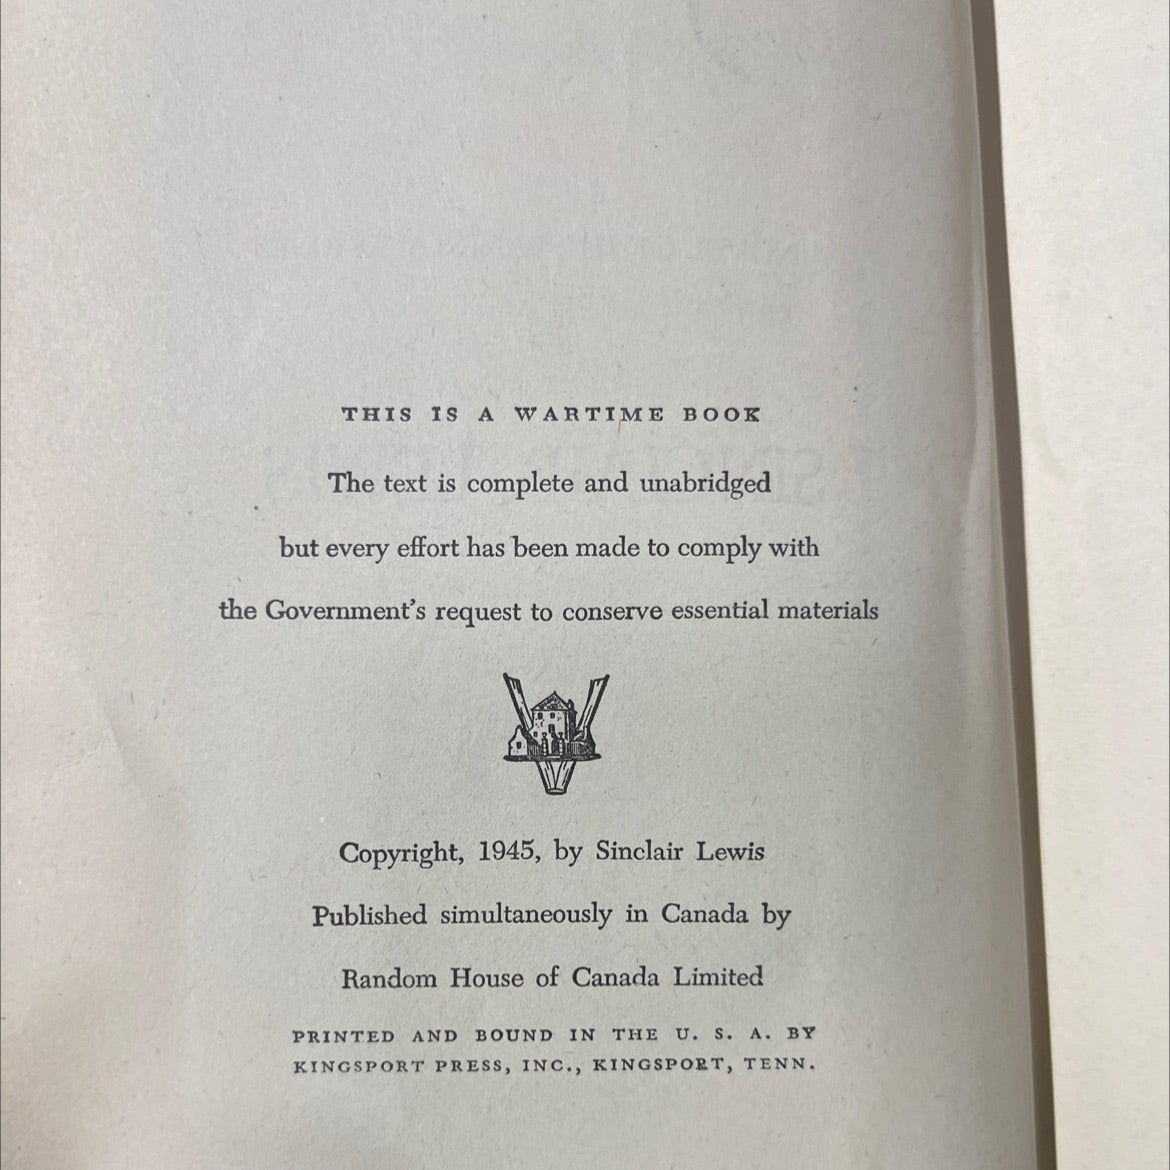 THIS IS A WARTIME BOOK
The text is complete and unabridged
but every effort has been made to comply with
the Government's request to conserve essential materials
Copyright, 1945, by Sinclair Lewis
Published simultaneously in Canada by
Random House of Canada Limited
PRINTED AND BOUND IN THE U. S. A. BY
KINGSPORT PRESS, INC., KINGSPORT, TENN.